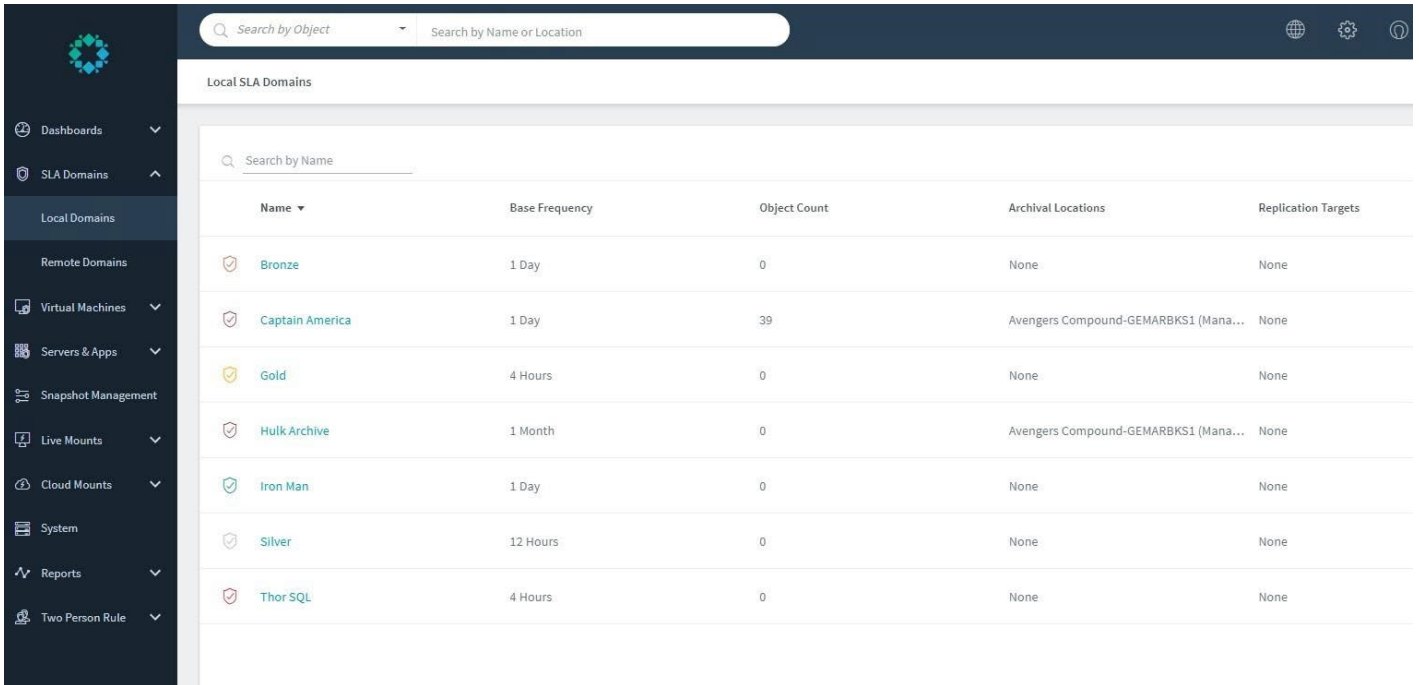 Search by Object Search by Name or Location
Local SLA Domains
Dashboards
SLA Domains
Local Domains
Remote Domains
Virtual Machines
Servers & Apps
Snapshot Management
Live Mounts
Cloud Mounts
System
Reports
Two Person Rule
Search by Name
Name Base Frequency Object Count Archival Locations Replication Targets
Bronze 1 Day 0 None None
Captain America 1 Day 39 Avengers Compound-GEMARBKS1 (Mana... None
Gold 4 Hours 0 None None
Hulk Archive 1 Month 0 Avengers Compound-GEMARBKS1 (Mana... None
Iron Man 1 Day 0 None None
Silver 12 Hours 0 None None
Thor SQL 4 Hours 0 None None